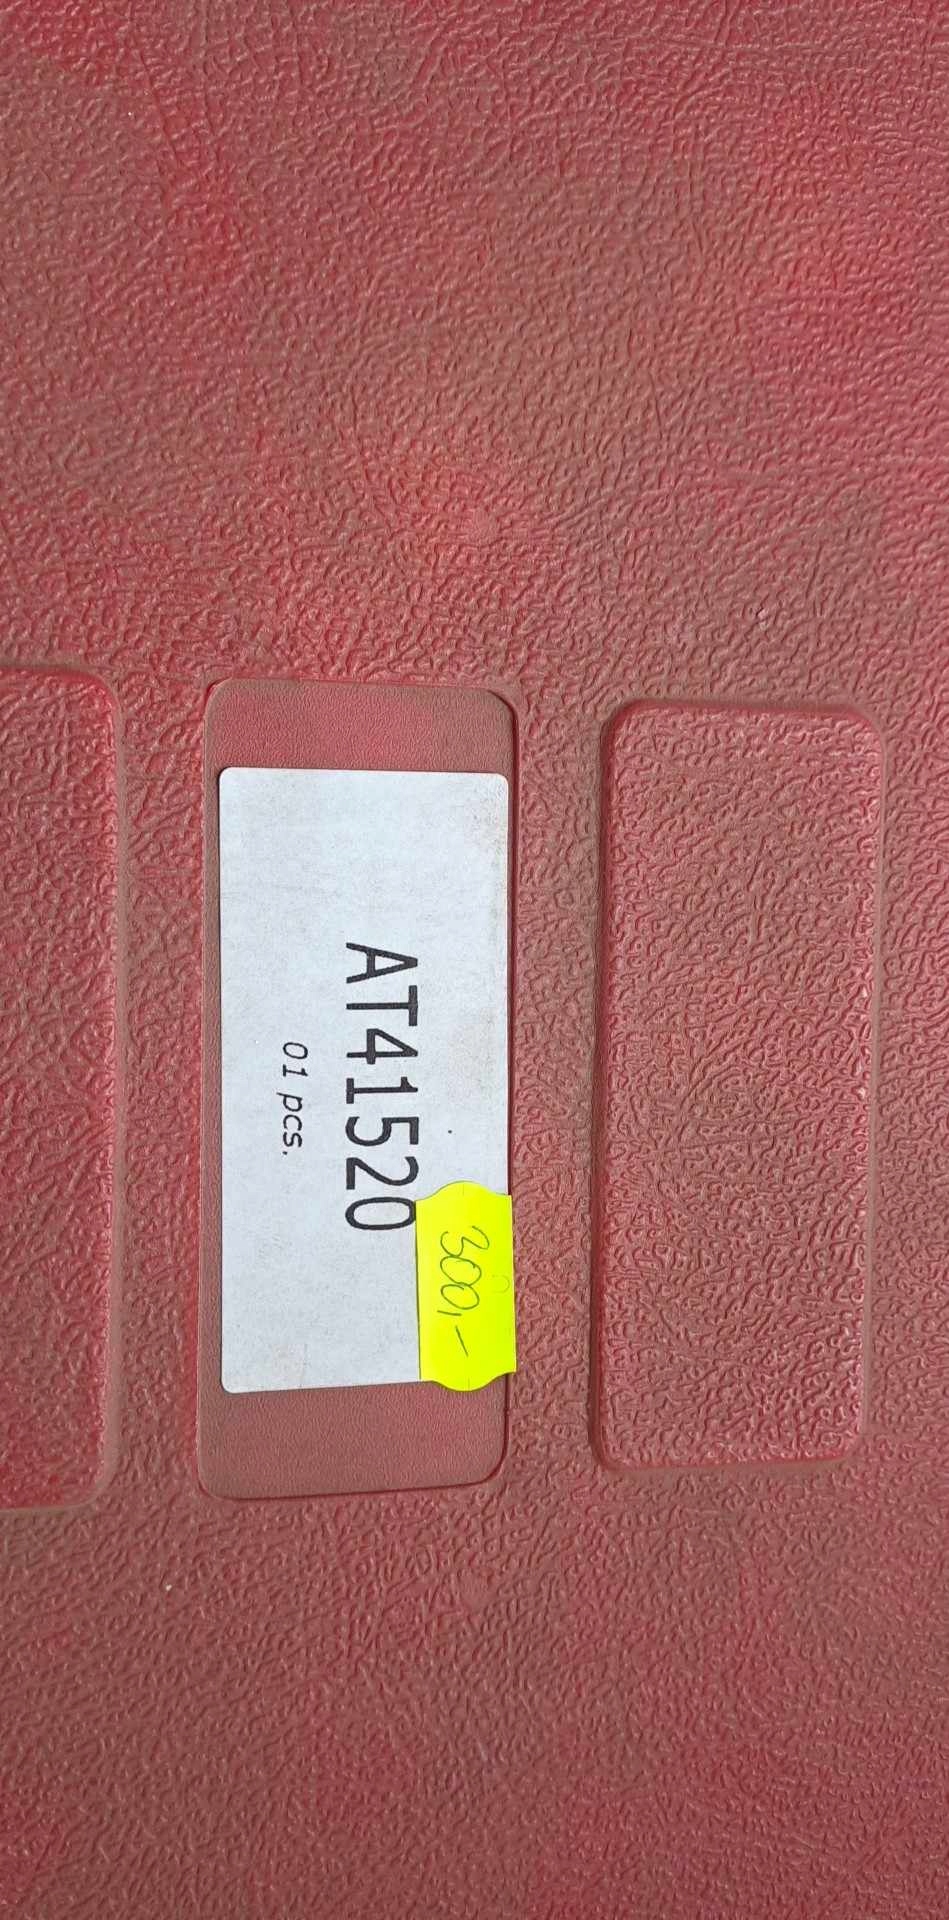 AT41520
01 pcs.
300,-